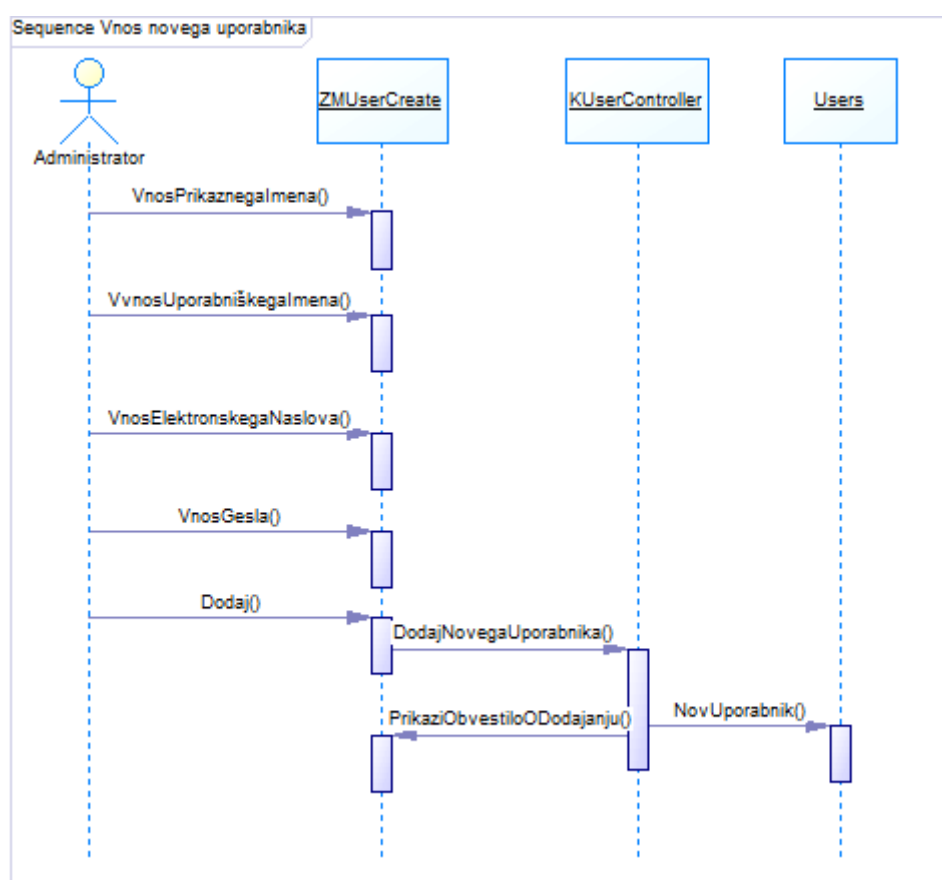 Sequence Vnos novega uporabnika
ZMUserCreate
KUserController
Users
Administrator
VnosPrikaznegaImena()
VvnosUporabniškegaImena()
VnosElektronskegaNaslova()
VnosGesla()
Dodaj()
DodajNovegaUporabnika()
NovUporabnik()
PrikaziObvestiloODodajanju()